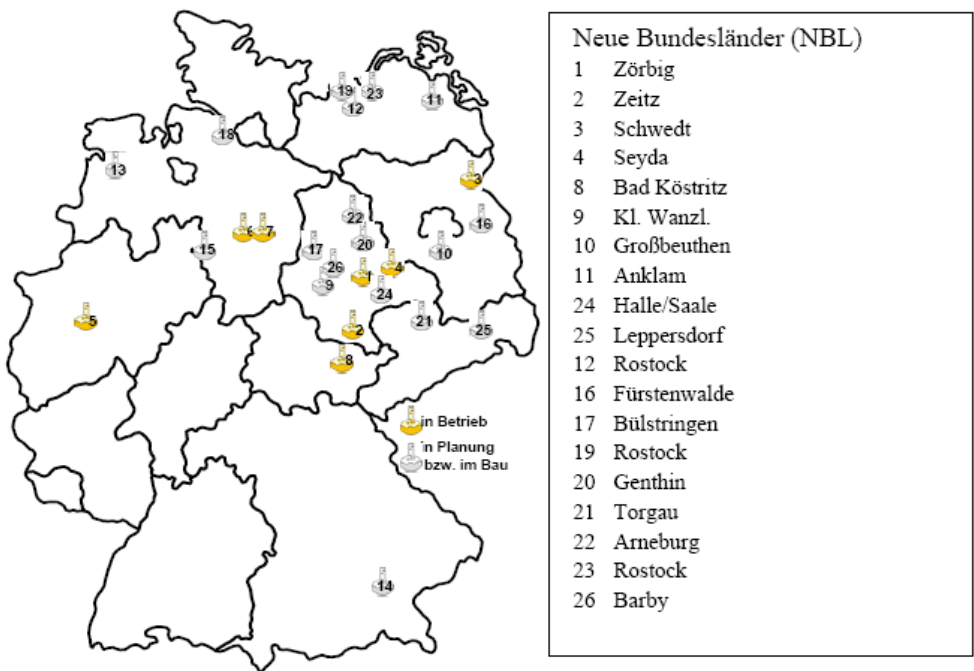 19
23
12
11
18
13
3
22
16
6
7
20
15
17
10
26
4
1
9
24
5
21
25
2
8
in Betrieb
in Planung
bzw. im Bau
14
Neue Bundesländer (NBL)
1 Zörbig
2 Zeitz
3 Schwedt
4 Seyda
8 Bad Köstritz
9 Kl. Wanzl.
10 Großbeuthen
11 Anklam
24 Halle/Saale
25 Leppersdorf
12 Rostock
16 Fürstenwalde
17 Bülstringen
19 Rostock
20 Genthin
21 Torgau
22 Arneburg
23 Rostock
26 Barby